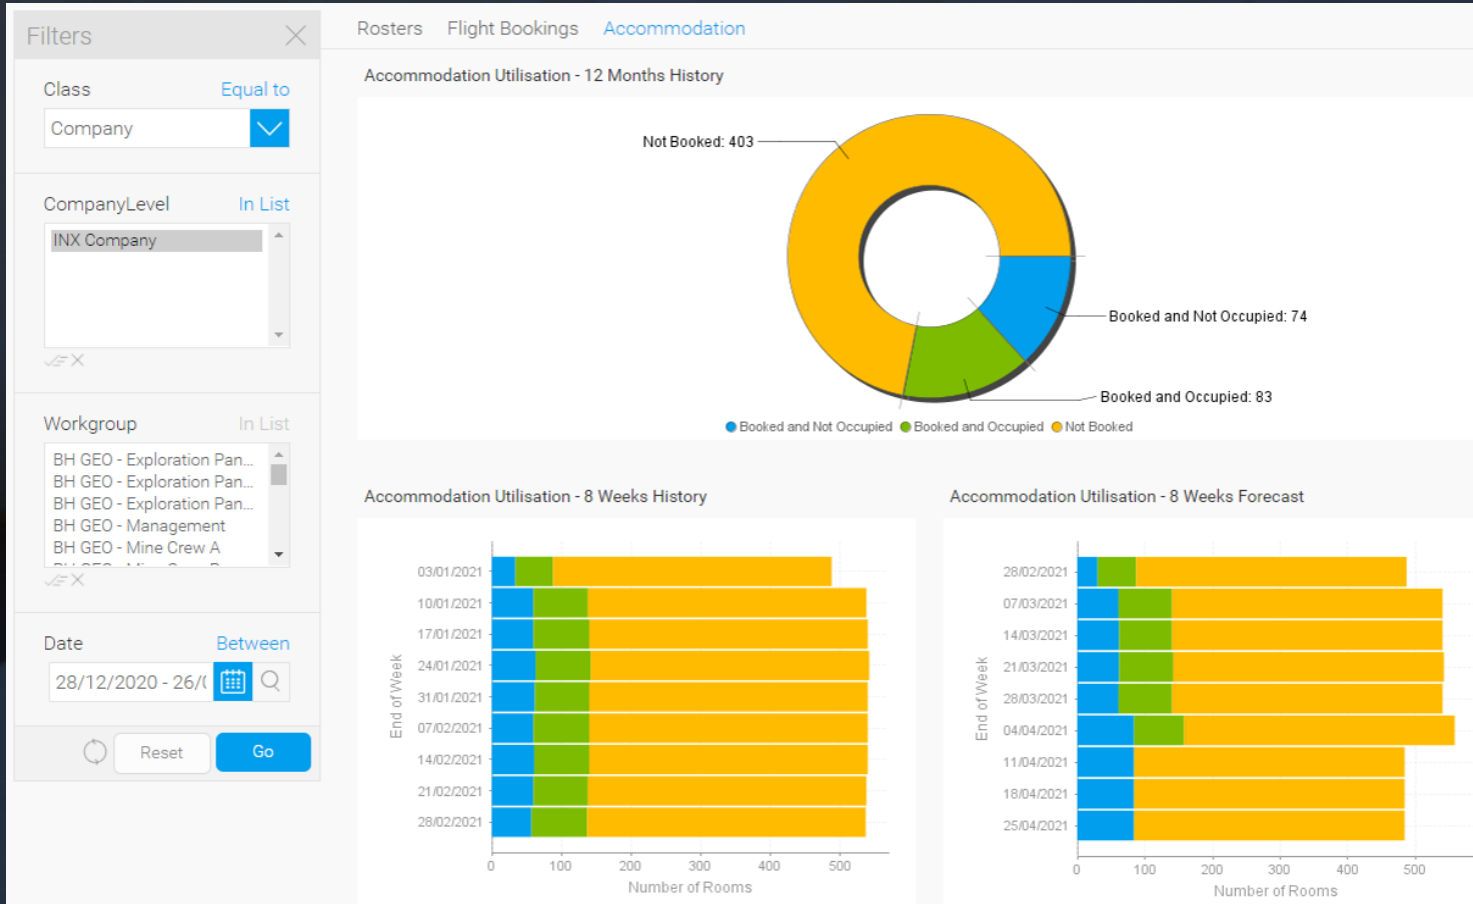 Filters
Class Equal to
Company
CompanyLevel In List
INX Company
Workgroup In List
BH GEO - Exploration Pan...
BH GEO - Exploration Pan...
BH GEO - Exploration Pan...
BH GEO - Management
BH GEO - Mine Crew A
Date Between
28/12/2020 - 26/
Reset Go
Rosters Flight Bookings Accommodation
Accommodation Utilisation - 12 Months History
Not Booked: 403
Booked and Not Occupied: 74
Booked and Occupied: 83
Booked and Not Occupied Booked and Occupied Not Booked
Accommodation Utilisation - 8 Weeks History
End of Week
03/01/2021
10/01/2021
17/01/2021
24/01/2021
31/01/2021
07/02/2021
14/02/2021
21/02/2021
28/02/2021
0 100 200 300 400 500
Number of Rooms
Accommodation Utilisation - 8 Weeks Forecast
End of Week
28/02/2021
07/03/2021
14/03/2021
21/03/2021
28/03/2021
04/04/2021
11/04/2021
18/04/2021
25/04/2021
0 100 200 300 400 500
Number of Rooms